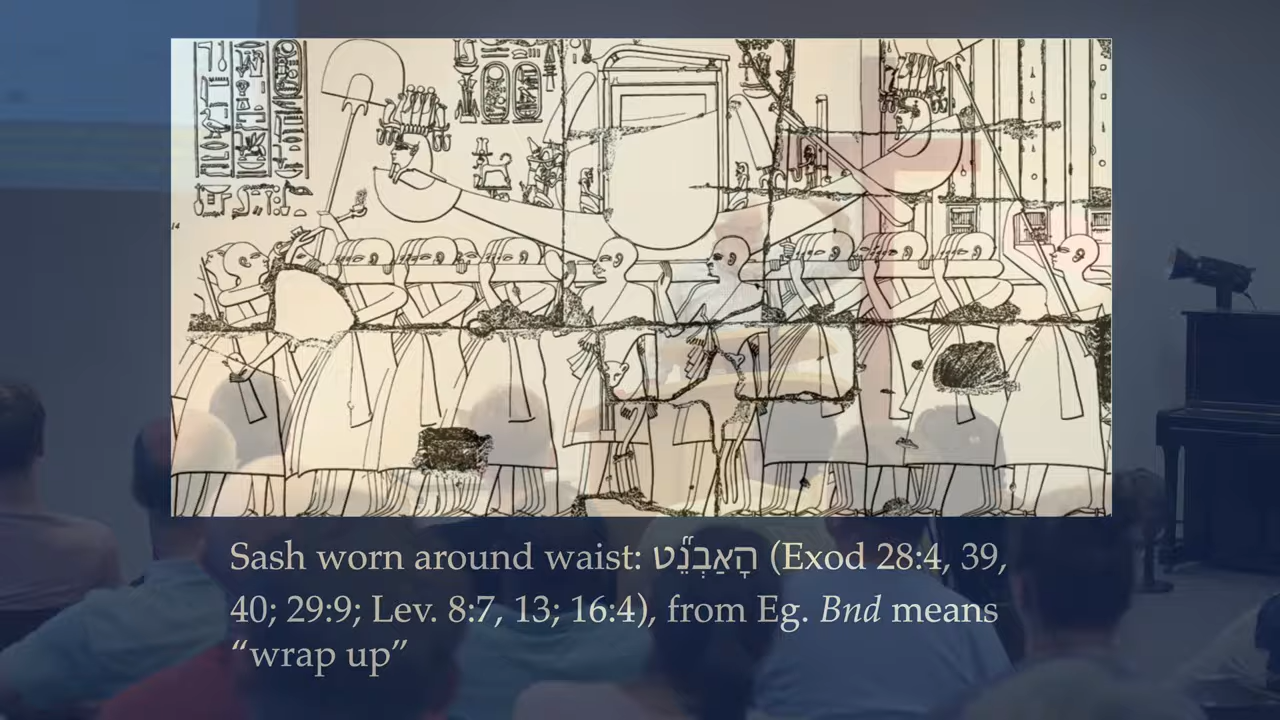 14
Sash worn around waist: הָאַבְנֵ֯ט (Exod 28:4, 39,
40; 29:9; Lev. 8:7, 13; 16:4), from Eg. Bnd means
“wrap up”